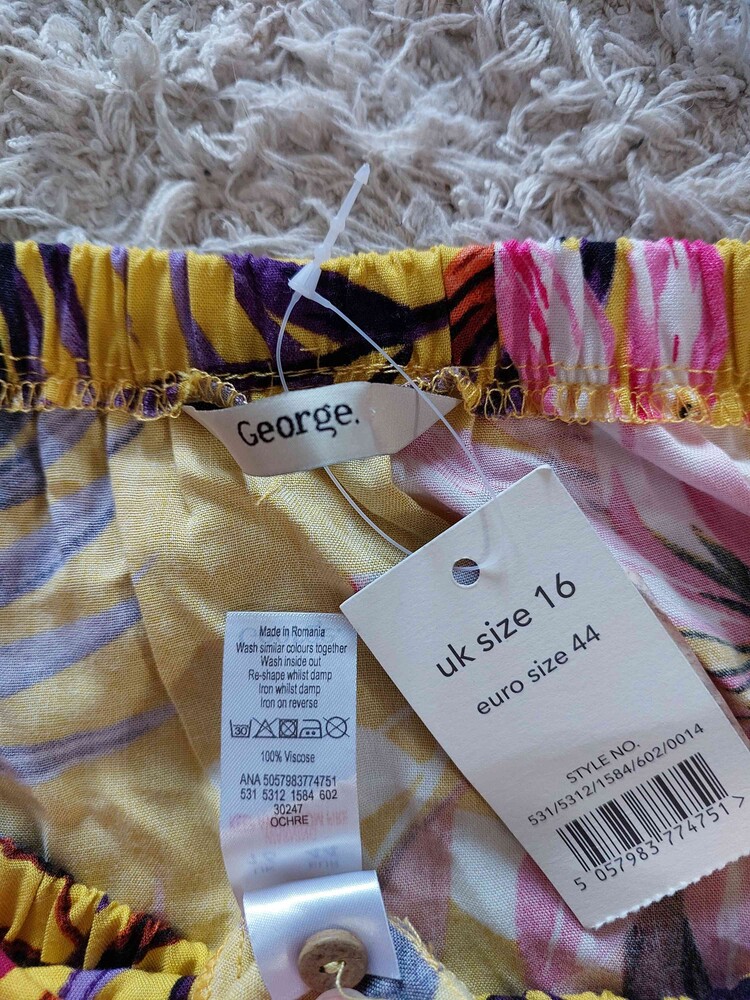 George.
uk size 16
euro size 44
STYLE NO.
531/5312/1584/602/0014
5 057983 774751 >
Made in Romania
Wash similar colours together
Wash inside out
Re-shape whilst damp
Iron whilst damp
Iron on reverse
30
100% Viscose
ANA 5057983774751
531 5312 1584 602
30247
OCHRE